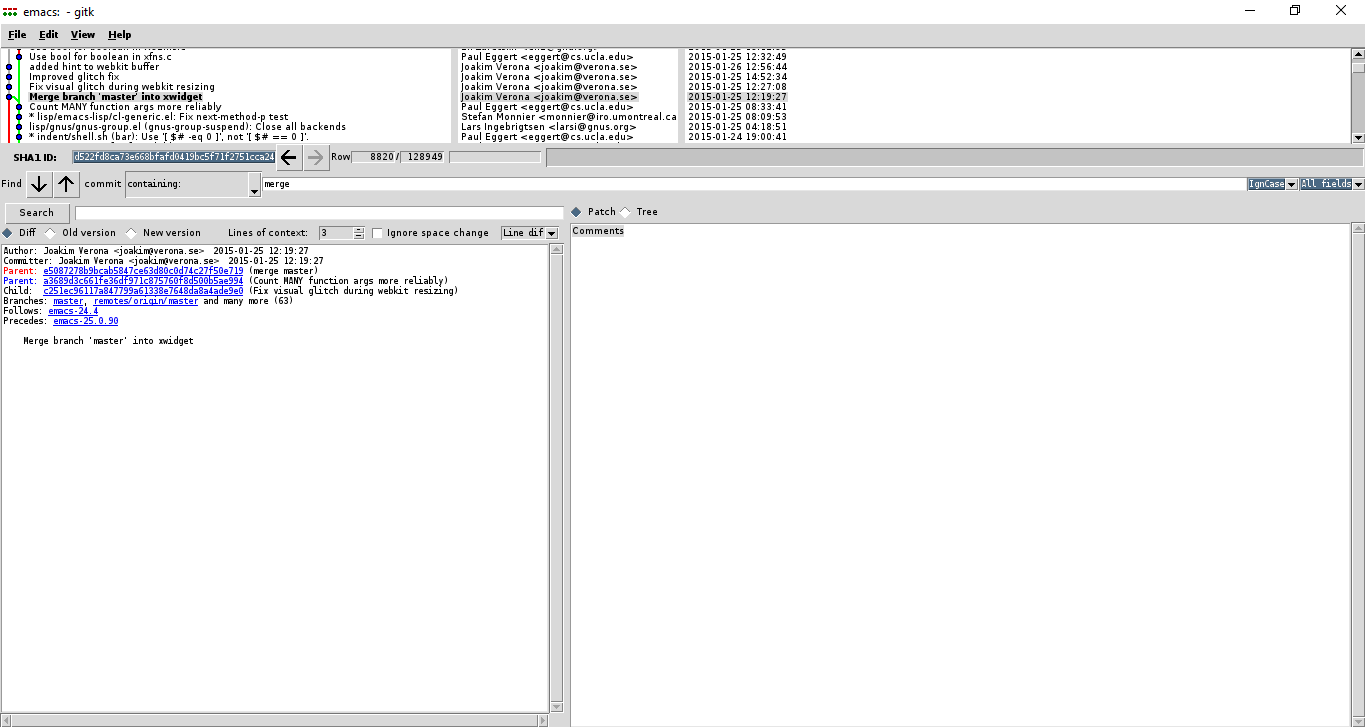 emacs: - gitk
File Edit View Help
Use bool for boolean in xfns.c Paul Eggert <eggert@cs.ucla.edu> 2015-01-25 12:32:49
added hint to webkit buffer Joakim Verona <joakim@verona.se> 2015-01-26 12:56:44
Improved glitch fix Joakim Verona <joakim@verona.se> 2015-01-25 14:52:34
Fix visual glitch during webkit resizing Joakim Verona <joakim@verona.se> 2015-01-25 12:27:08
Merge branch 'master' into xwidget Joakim Verona <joakim@verona.se> 2015-01-25 12:19:27
Count MANY function args more reliably Paul Eggert <eggert@cs.ucla.edu> 2015-01-25 08:33:41
* lisp/emacs-lisp/cl-generic.el: Fix next-method-p test Stefan Monnier <monnier@iro.umontreal.ca 2015-01-25 08:09:53
lisp/gnus/gnus-group.el (gnus-group-suspend): Close all backends Lars Ingebrigtsen <larsi@gnus.org> 2015-01-25 04:18:51
* indent/shell.sh (bar): Use '[ $# -eq 0 ]', not '[ $# == 0 ]'. Paul Eggert <eggert@cs.ucla.edu> 2015-01-24 19:00:41
SHA1 ID: d522fd8ca73e668bfafd0419bc5f71f2751cca24 Row 8820 / 128949
Find commit containing: merge IgnCase All fields
Search Patch Tree
Diff Old version New version Lines of context: 3 Ignore space change Line dif
Comments
Author: Joakim Verona <joakim@verona.se> 2015-01-25 12:19:27
Committer: Joakim Verona <joakim@verona.se> 2015-01-25 12:19:27
Parent: e5087278b9bcab5847ce63d80c0d74c27f50e719 (merge master)
Parent: a3689d3c661fe36df971c875760f8d500b5ae994 (Count MANY function args more reliably)
Child: c251ec96117a847799a61338e7648da8a4ade9e0 (Fix visual glitch during webkit resizing)
Branches: master, remotes/origin/master and many more (63)
Follows: emacs-24.4
Precedes: emacs-25.0.90
Merge branch 'master' into xwidget